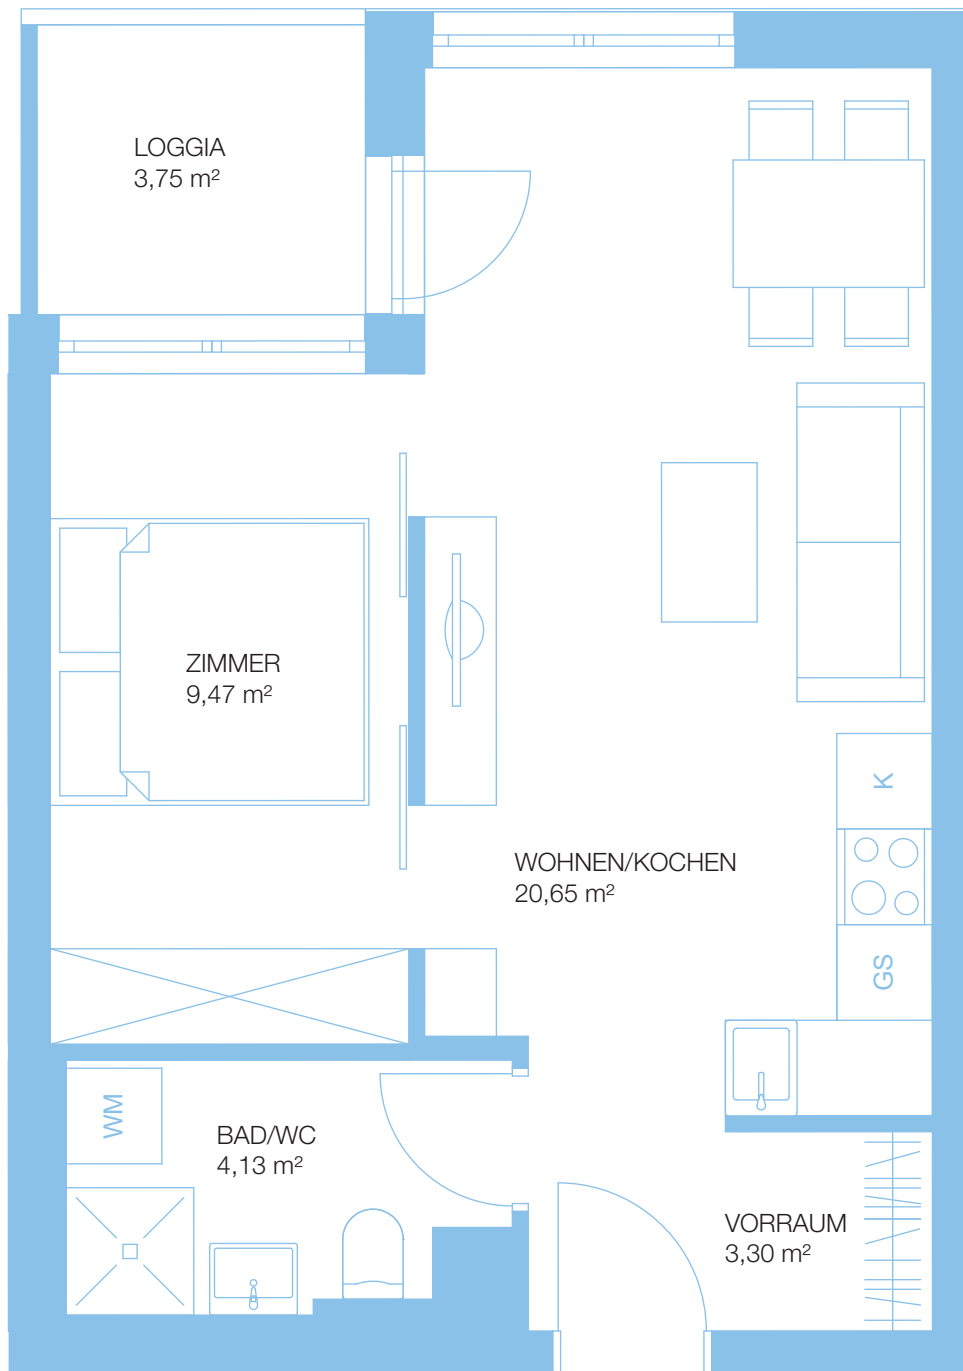 LOGGIA
3,75 m²
ZIMMER
9,47 m²
K
WOHNEN/KOCHEN
20,65 m²
GS
WM
BAD/WC
4,13 m²
VORRAUM
3,30 m²